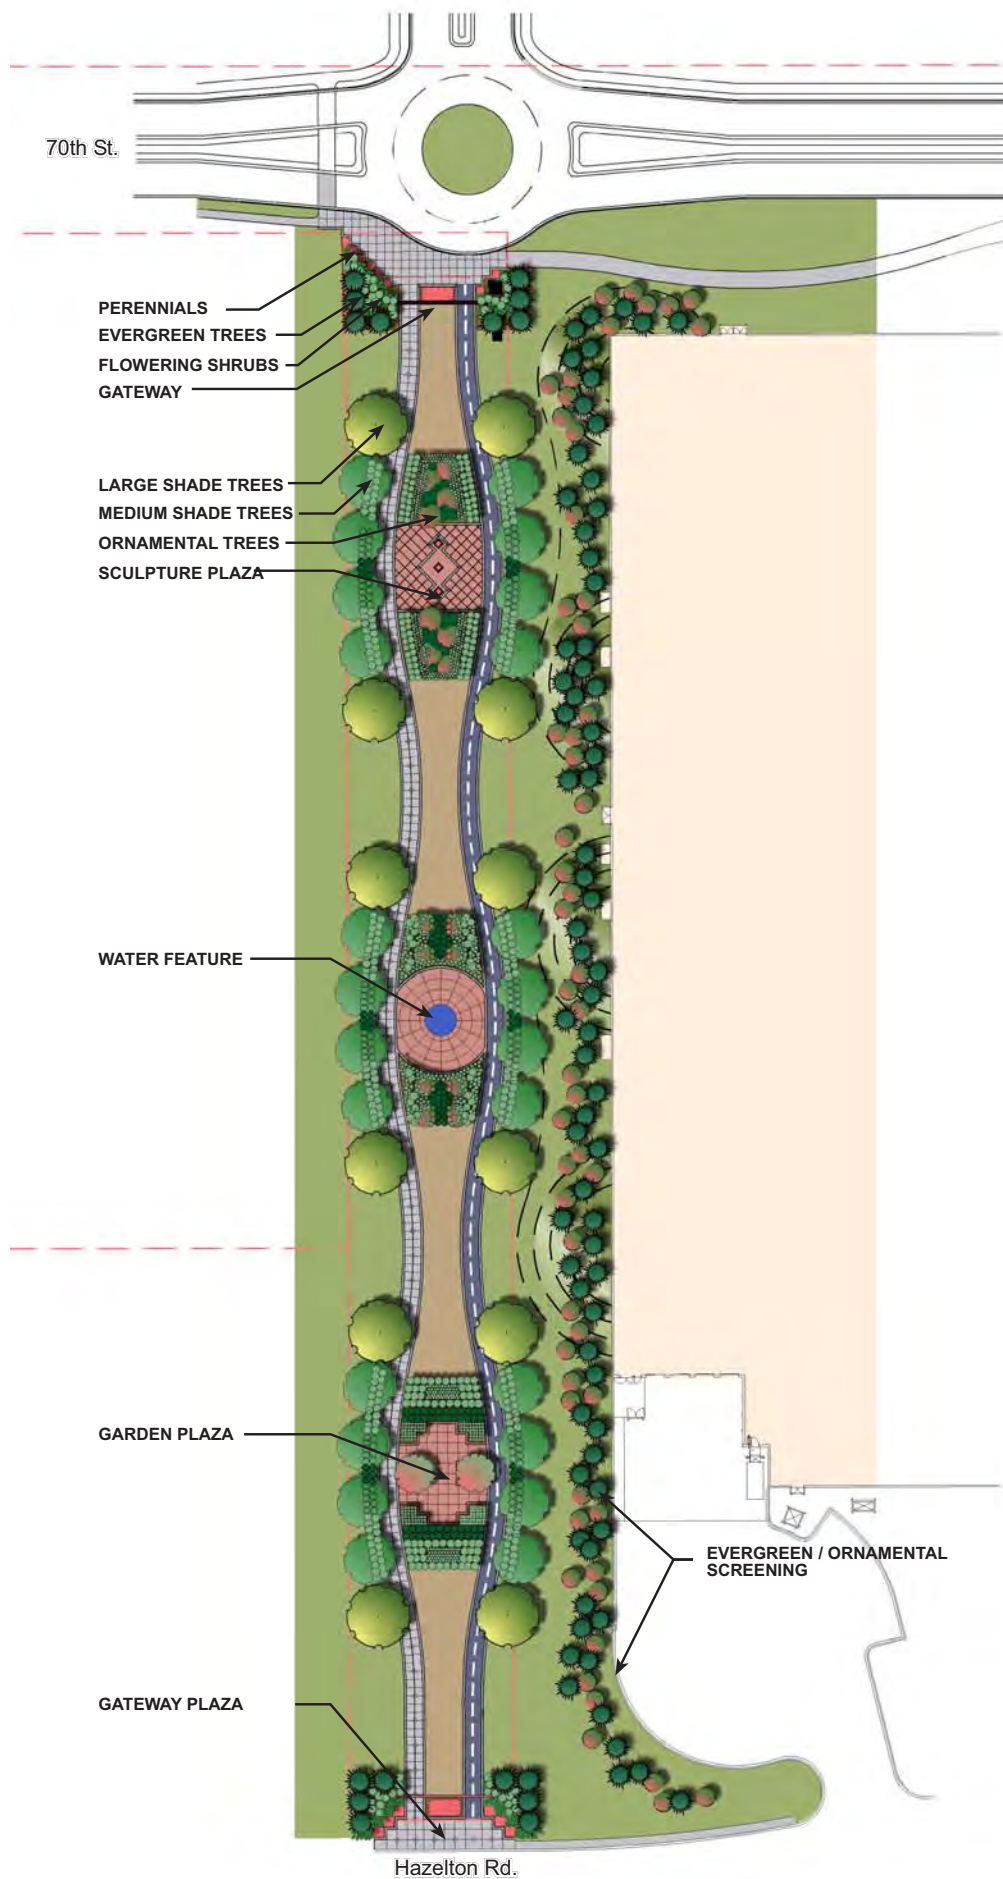 70th St.
PERENNIALS
EVERGREEN TREES
FLOWERING SHRUBS
GATEWAY
LARGE SHADE TREES
MEDIUM SHADE TREES
ORNAMENTAL TREES
SCULPTURE PLAZA
WATER FEATURE
GARDEN PLAZA
EVERGREEN / ORNAMENTAL
SCREENING
GATEWAY PLAZA
Hazelton Rd.